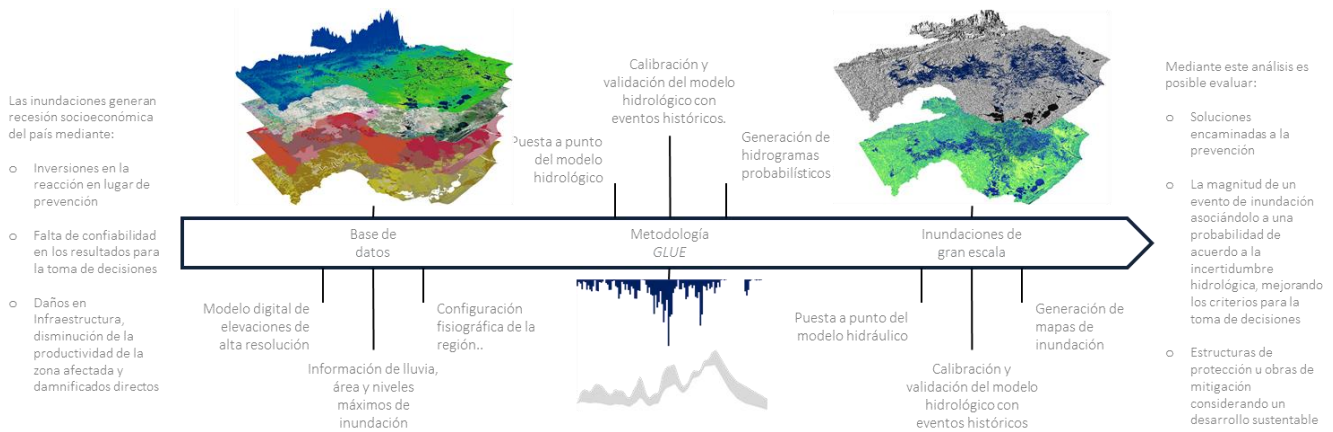 Las inundaciones generan
recesión socioeconómica
del país mediante:
o Inversiones en la
reacción en lugar de
prevención
o Falta de confiabilidad
en los resultados para
la toma de decisiones
o Daños en
Infraestructura,
disminución de la
productividad de la
zona afectada y
damnificados directos
Base de
datos
Modelo digital de
elevaciones de
alta resolución
Información de lluvia,
área y niveles
máximos de
inundación
Configuración
fisiográfica de la
región..
Puesta a punto
del modelo
hidrológico
Calibración y
validación del modelo
hidrológico con
eventos históricos.
Generación de
hidrogramas
probabilísticos
Metodología
GLUE
Inundaciones de
gran escala
Puesta a punto del
modelo hidráulico
Calibración y
validación del modelo
hidrológico con
eventos históricos
Generación de
mapas de
inundación
Mediante este análisis es
posible evaluar:
o Soluciones
encaminadas a la
prevención
o La magnitud de un
evento de inundación
asociándolo a una
probabilidad de
acuerdo a la
incertidumbre
hidrológica, mejorando
los criterios para la
toma de decisiones
o Estructuras de
protección u obras de
mitigación
considerando un
desarrollo sustentable